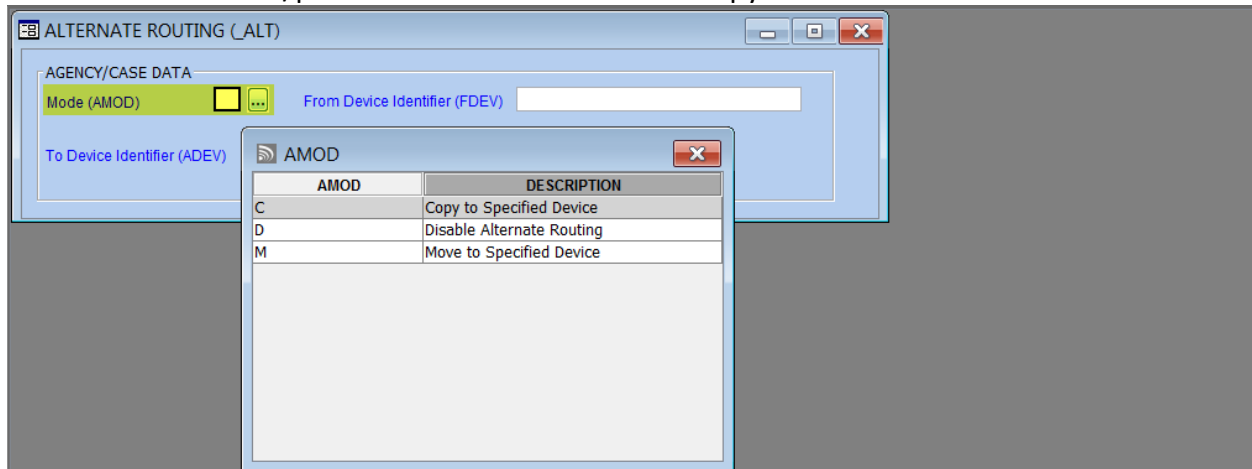 ALTERNATE ROUTING (_ALT)
AGENCY/CASE DATA
Mode (AMOD) ... From Device Identifier (FDEV)
To Device Identifier (ADEV)
AMOD
AMOD DESCRIPTION
C Copy to Specified Device
D Disable Alternate Routing
M Move to Specified Device